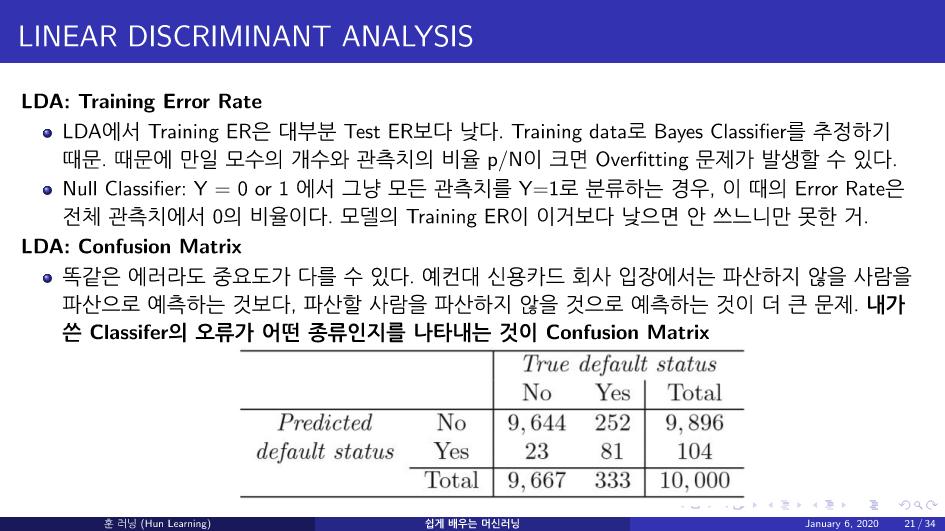 LINEAR DISCRIMINANT ANALYSIS
LDA: Training Error Rate
LDA에서 Training ER은 대부분 Test ER보다 낮다. Training data로 Bayes Classifier를 추정하기
때문. 때문에 만일 모수의 개수와 관측치의 비율 p/N이 크면 Overfitting 문제가 발생할 수 있다.
Null Classifier: Y = 0 or 1 에서 그냥 모든 관측치를 Y=1로 분류하는 경우, 이 때의 Error Rate은
전체 관측치에서 0의 비율이다. 모델의 Training ER이 이거보다 낮으면 안 쓰느니만 못한 거.
LDA: Confusion Matrix
똑같은 에러라도 중요도가 다를 수 있다. 예컨대 신용카드 회사 입장에서는 파산하지 않을 사람을
파산으로 예측하는 것보다, 파산할 사람을 파산하지 않을 것으로 예측하는 것이 더 큰 문제. 내가
쓴 Classifer의 오류가 어떤 종류인지를 나타내는 것이 Confusion Matrix
True default status
No Yes Total
Predicted No 9,644 252 9,896
default status Yes 23 81 104
Total 9,667 333 10,000
훈 러닝 (Hun Learning) 쉽게 배우는 머신러닝 January 6, 2020 21 / 34